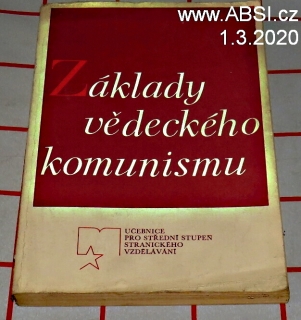 www.ABSI.cz
1.3.2020
Základy
vědeckého
komunismu
UČEBNICE
PRO STŘEDNÍ STUPEŇ
STRANICKÉHO
VZDĚLÁVÁNÍ